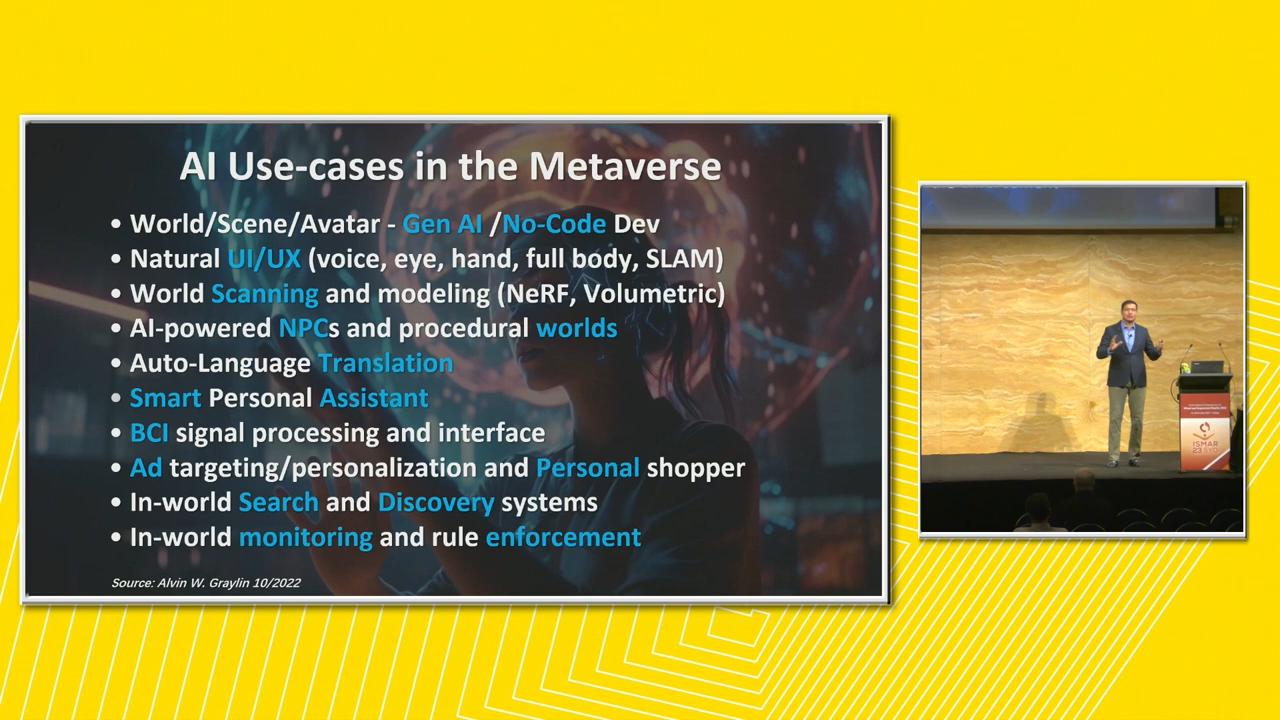 AI Use-cases in the Metaverse
• World/Scene/Avatar - Gen AI /No-Code Dev
• Natural UI/UX (voice, eye, hand, full body, SLAM)
• World Scanning and modeling (NeRF, Volumetric)
• AI-powered NPCs and procedural worlds
• Auto-Language Translation
• Smart Personal Assistant
• BCI signal processing and interface
• Ad targeting/personalization and Personal shopper
• In-world Search and Discovery systems
• In-world monitoring and rule enforcement
Source: Alvin W. Graylin 10/2022
ISMAR